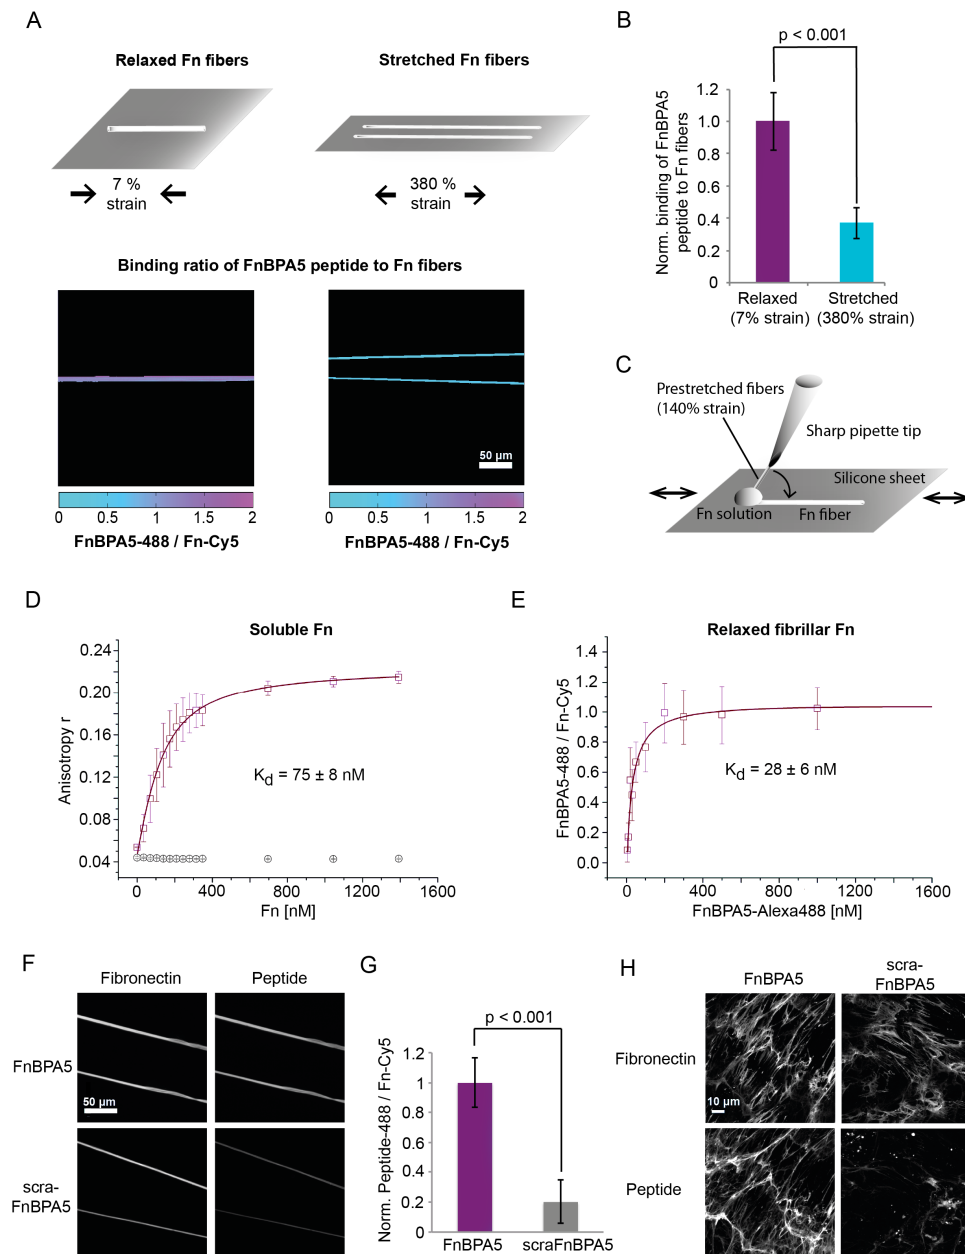 A
Relaxed Fn fibers
Stretched Fn fibers
7 %
strain
380 %
strain
Binding ratio of FnBPA5 peptide to Fn fibers
50 µm
0 0.5 1 1.5 2
FnBPA5-488 / Fn-Cy5
0 0.5 1 1.5 2
FnBPA5-488 / Fn-Cy5
B
p < 0.001
Norm. binding of FnBPA5
peptide to Fn fibers
1.2
1.0
0.8
0.6
0.4
0.2
0
Relaxed
(7% strain)
Stretched
(380% strain)
C
Prestretched fibers
(140% strain)
Sharp pipette tip
Silicone sheet
Fn solution
Fn fiber
D
Soluble Fn
Anisotropy r
0.24
0.20
0.16
0.12
0.08
0.04
Kd = 75 ± 8 nM
0 400 800 1200 1600
Fn [nM]
E
Relaxed fibrillar Fn
FnBPA5-488 / Fn-Cy5
1.4
1.2
1.0
0.8
0.6
0.4
0.2
0.0
Kd = 28 ± 6 nM
0 400 800 1200 1600
FnBPA5-Alexa488 [nM]
F
Fibronectin
Peptide
FnBPA5
50 µm
scra-
FnBPA5
G
p < 0.001
Norm. Peptide-488 / Fn-Cy5
1.2
1
0.8
0.6
0.4
0.2
0
FnBPA5
scraFnBPA5
H
FnBPA5
scra-
FnBPA5
Fibronectin
10 µm
Peptide